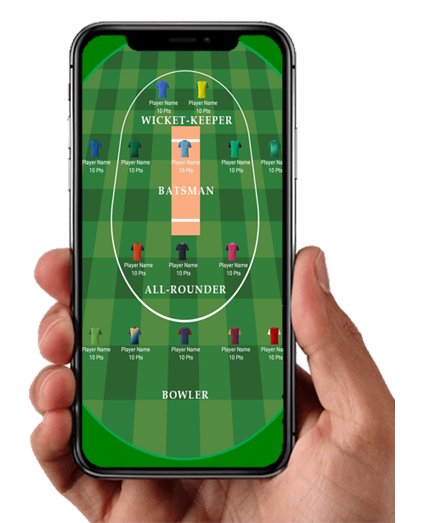 Player Name Player Name
10 Pts 10 Pts
WICKET-KEEPER
Player Name Player Name Player Name Player Name Player Na
10 Pts 10 Pts 10 Pts 10 Pts 10 Pts
BATSMAN
Player Name Player Name Player Name
10 Pts 10 Pts 10 Pts
ALL-ROUNDER
Player Name Player Name Player Name Player Name Player Na
10 Pts 10 Pts 10 Pts 10 Pts 10 Pts
BOWLER